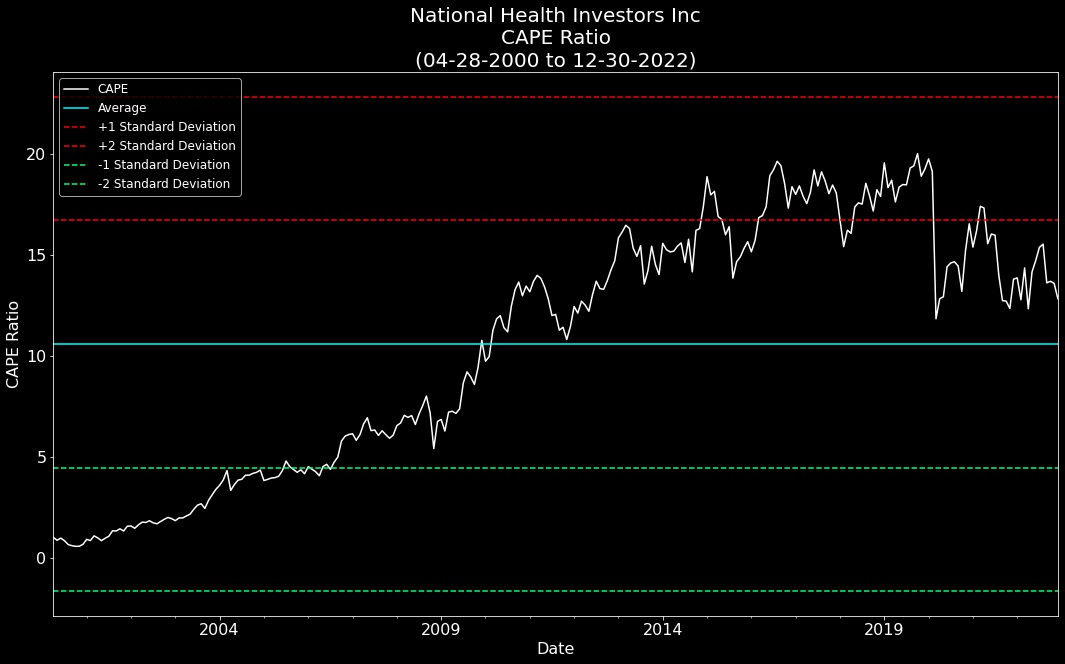 National Health Investors Inc
CAPE Ratio
(04-28-2000 to 12-30-2022)
CAPE
Average
+1 Standard Deviation
+2 Standard Deviation
-1 Standard Deviation
-2 Standard Deviation
CAPE Ratio
20
15
10
5
0
2004
2009
2014
2019
Date